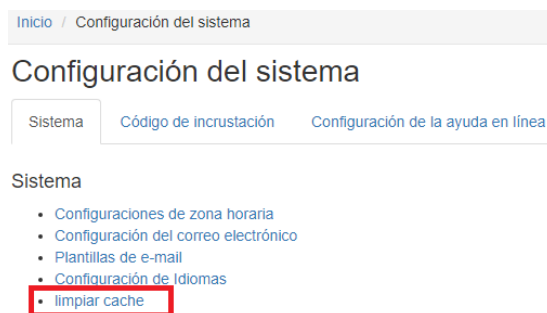 Inicio / Configuración del sistema
Configuración del sistema
Sistema Código de incrustación Configuración de la ayuda en línea
Sistema
• Configuraciones de zona horaria
• Configuración del correo electrónico
• Plantillas de e-mail
• Configuración de Idiomas
• limpiar cache